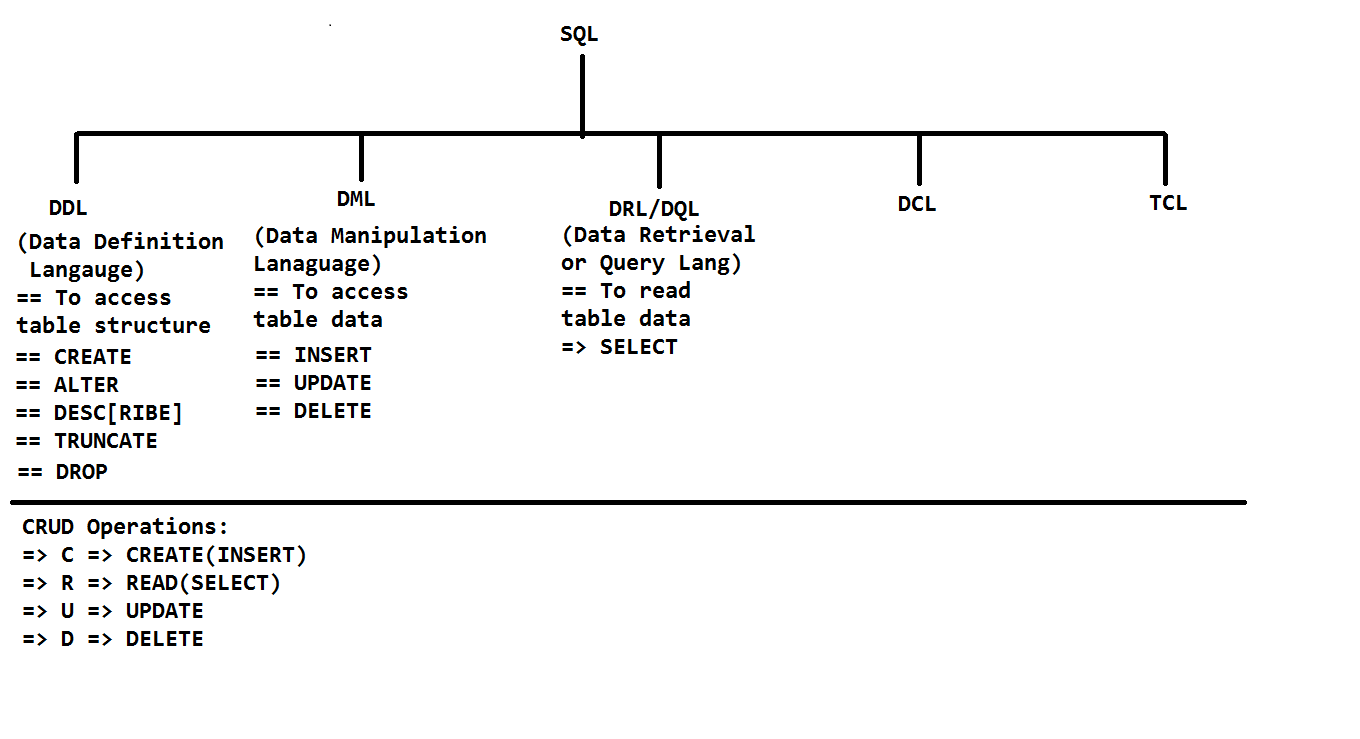 SQL
DDL
(Data Definition
Langauge)
== To access
table structure
== CREATE
== ALTER
== DESC[RIBE]
== TRUNCATE
== DROP
DML
(Data Manipulation
Lanaguage)
== To access
table data
== INSERT
== UPDATE
== DELETE
DRL/DQL
(Data Retrieval
or Query Lang)
== To read
table data
=> SELECT
DCL
TCL
CRUD Operations:
=> C => CREATE(INSERT)
=> R => READ(SELECT)
=> U => UPDATE
=> D => DELETE